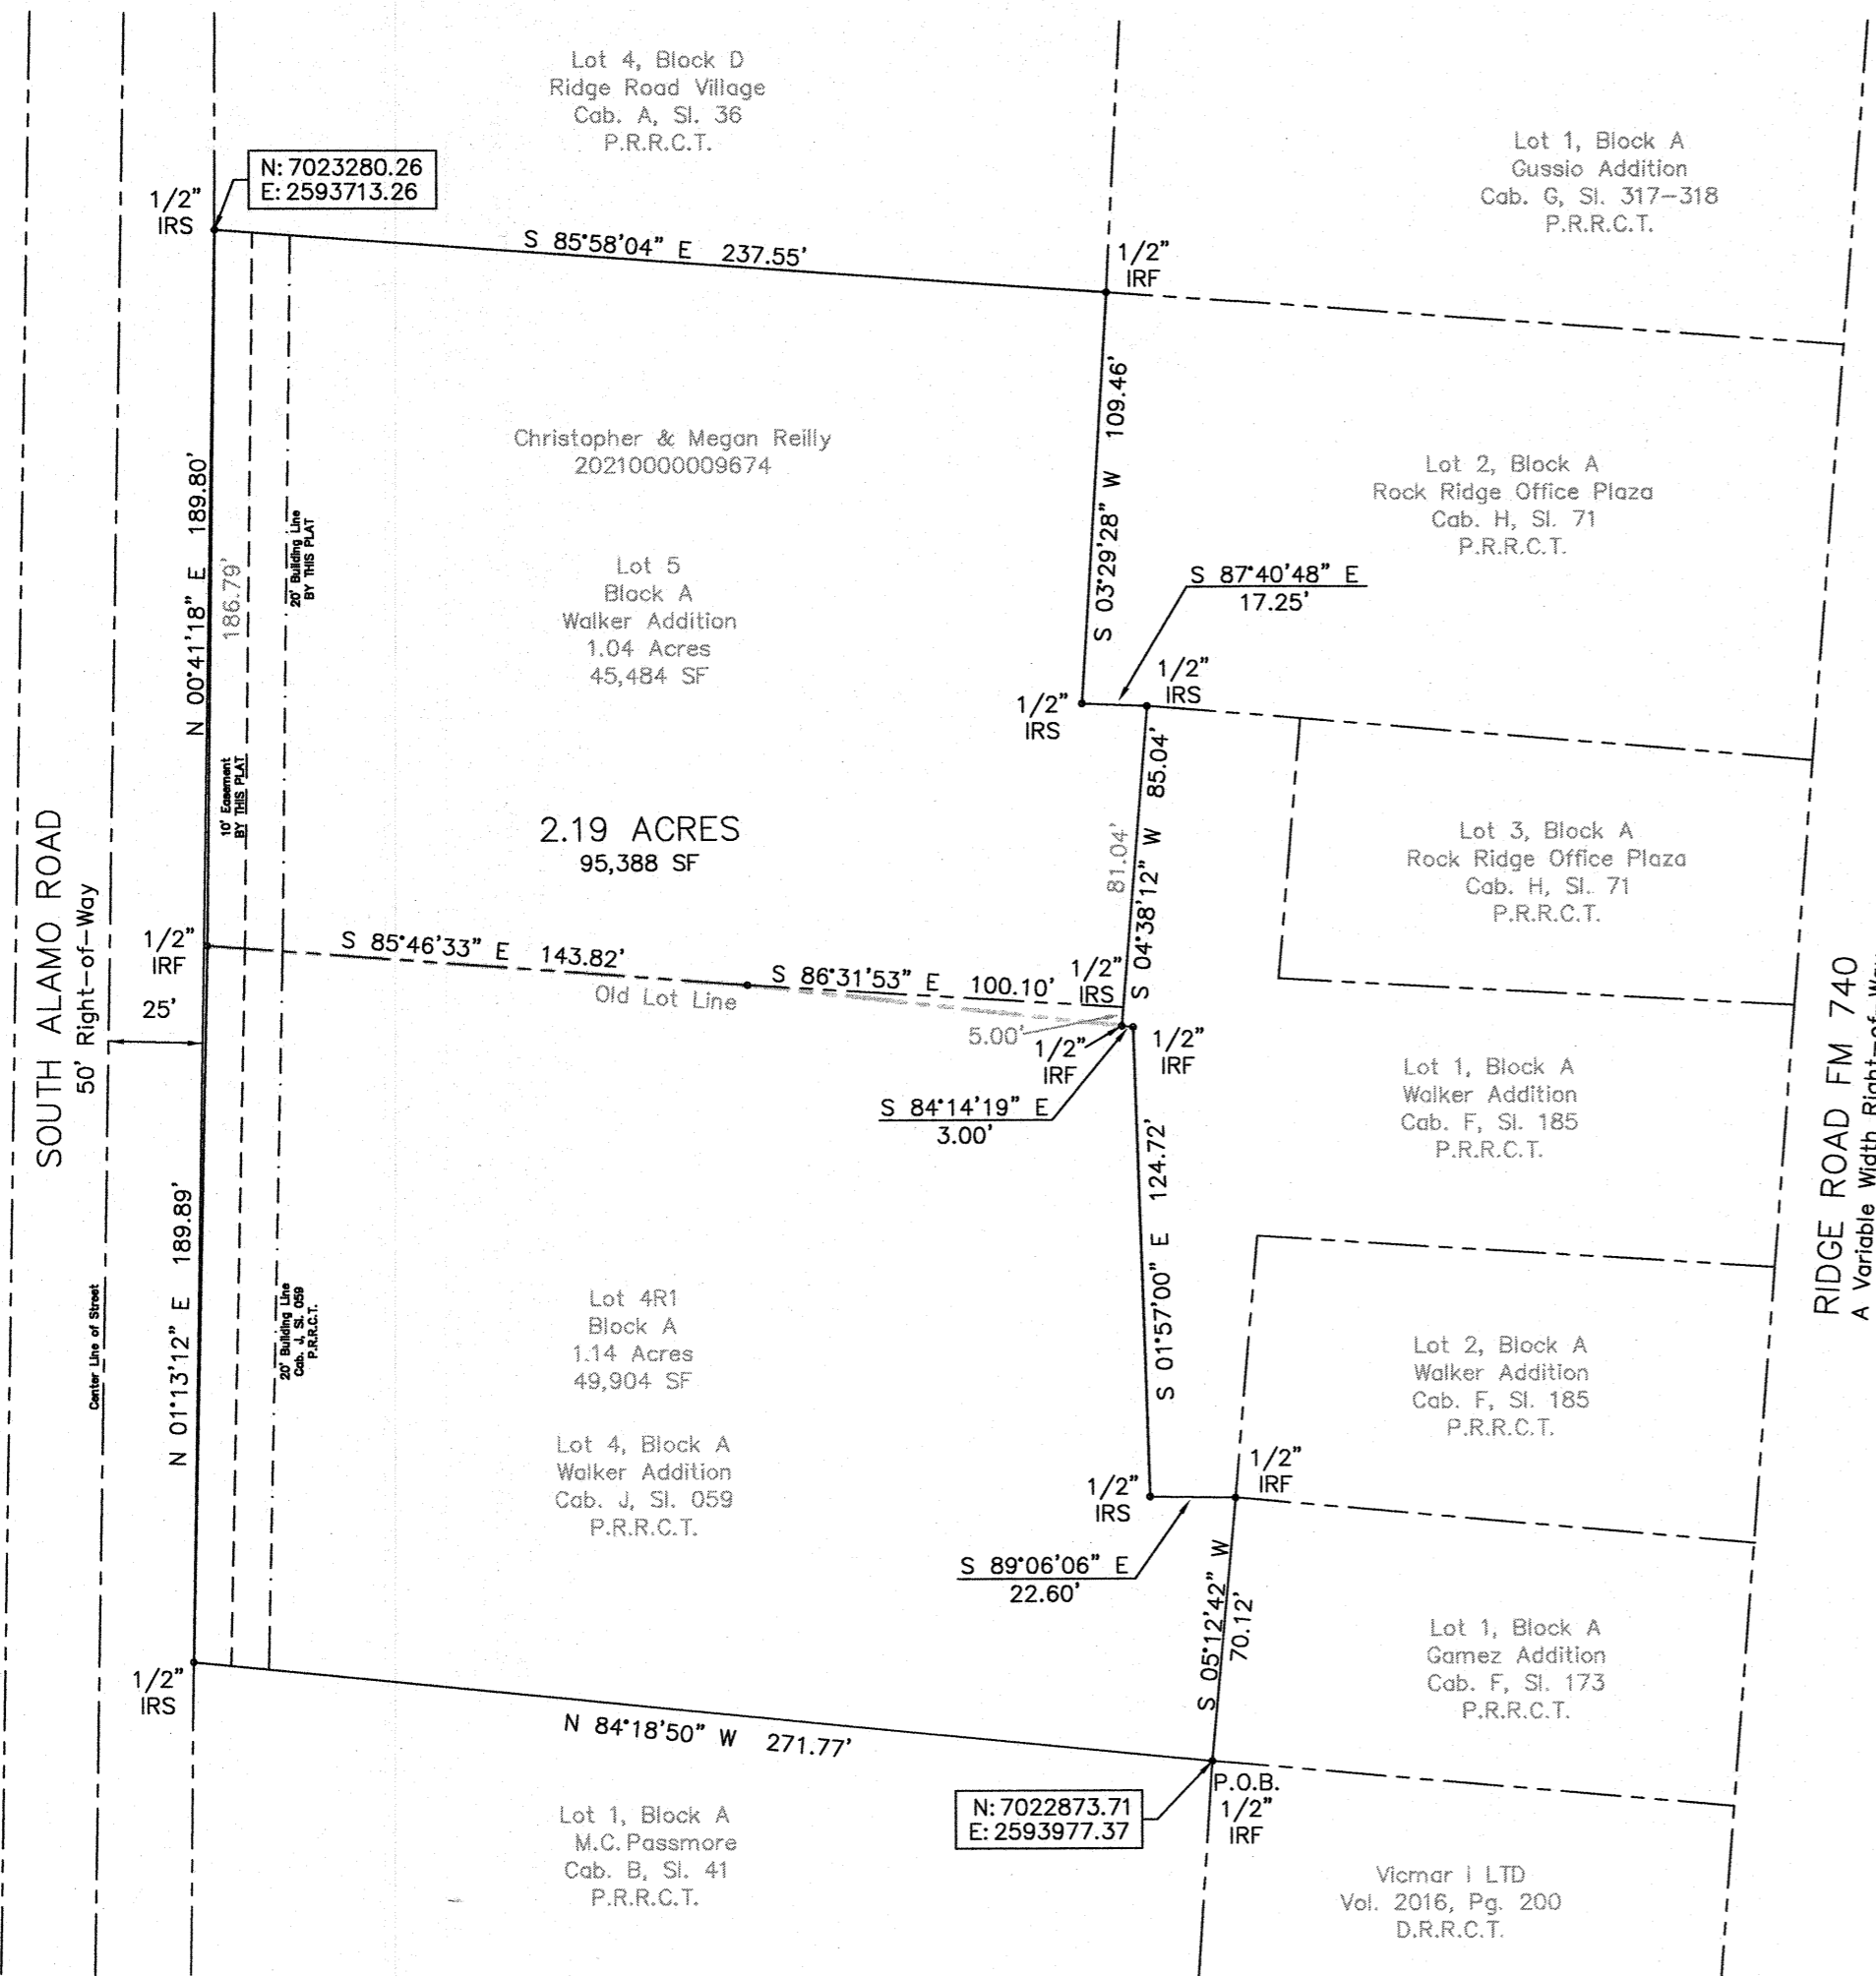 Lot 4, Block D
Ridge Road Village
Cab. A, Sl. 36
P.R.R.C.T.
Lot 1, Block A
Gussio Addition
Cab. G, Sl. 317-318
P.R.R.C.T.
N: 7023280.26
E: 2593713.26
1/2"
IRS
S 85°58'04" E 237.55'
1/2"
IRF
S 03°29'28" W 109.46'
Christopher & Megan Reilly
20210000009674
Lot 2, Block A
Rock Ridge Office Plaza
Cab. H, Sl. 71
P.R.R.C.T.
N 00°41'18" E 189.80'
186.79'
20' Building Line
BY THIS PLAT
Lot 5
Block A
Walker Addition
1.04 Acres
45,484 SF
S 87°40'48" E
17.25'
1/2"
IRS
1/2"
IRS
10' Easement
BY THIS PLAT
2.19 ACRES
95,388 SF
81.04'
S 04°38'12" W 85.04'
Lot 3, Block A
Rock Ridge Office Plaza
Cab. H, Sl. 71
P.R.R.C.T.
SOUTH ALAMO ROAD
50' Right-of-Way
1/2"
IRF
25'
S 85°46'33" E 143.82'
Old Lot Line
S 86°31'53" E 100.10'
1/2"
IRS
5.00'
1/2"
IRF
1/2"
IRF
S 84°14'19" E
3.00'
Lot 1, Block A
Walker Addition
Cab. F, Sl. 185
P.R.R.C.T.
RIDGE ROAD FM 740
A Variable Width Right-of-Way
S 01°57'00" E 124.72'
Center Line of Street
N 01°13'12" E 189.89'
20' Building Line
Cab. J, Sl. 059
P.R.R.C.T.
Lot 4R1
Block A
1.14 Acres
49,904 SF
Lot 4, Block A
Walker Addition
Cab. J, Sl. 059
P.R.R.C.T.
Lot 2, Block A
Walker Addition
Cab. F, Sl. 185
P.R.R.C.T.
1/2"
IRS
1/2"
IRF
S 89°06'06" E
22.60'
S 05°12'42" W
70.12'
Lot 1, Block A
Gamez Addition
Cab. F, Sl. 173
P.R.R.C.T.
1/2"
IRS
N 84°18'50" W 271.77'
P.O.B.
1/2"
IRF
N: 7022873.71
E: 2593977.37
Lot 1, Block A
M.C. Passmore
Cab. B, Sl. 41
P.R.R.C.T.
Vicmar I LTD
Vol. 2016, Pg. 200
D.R.R.C.T.